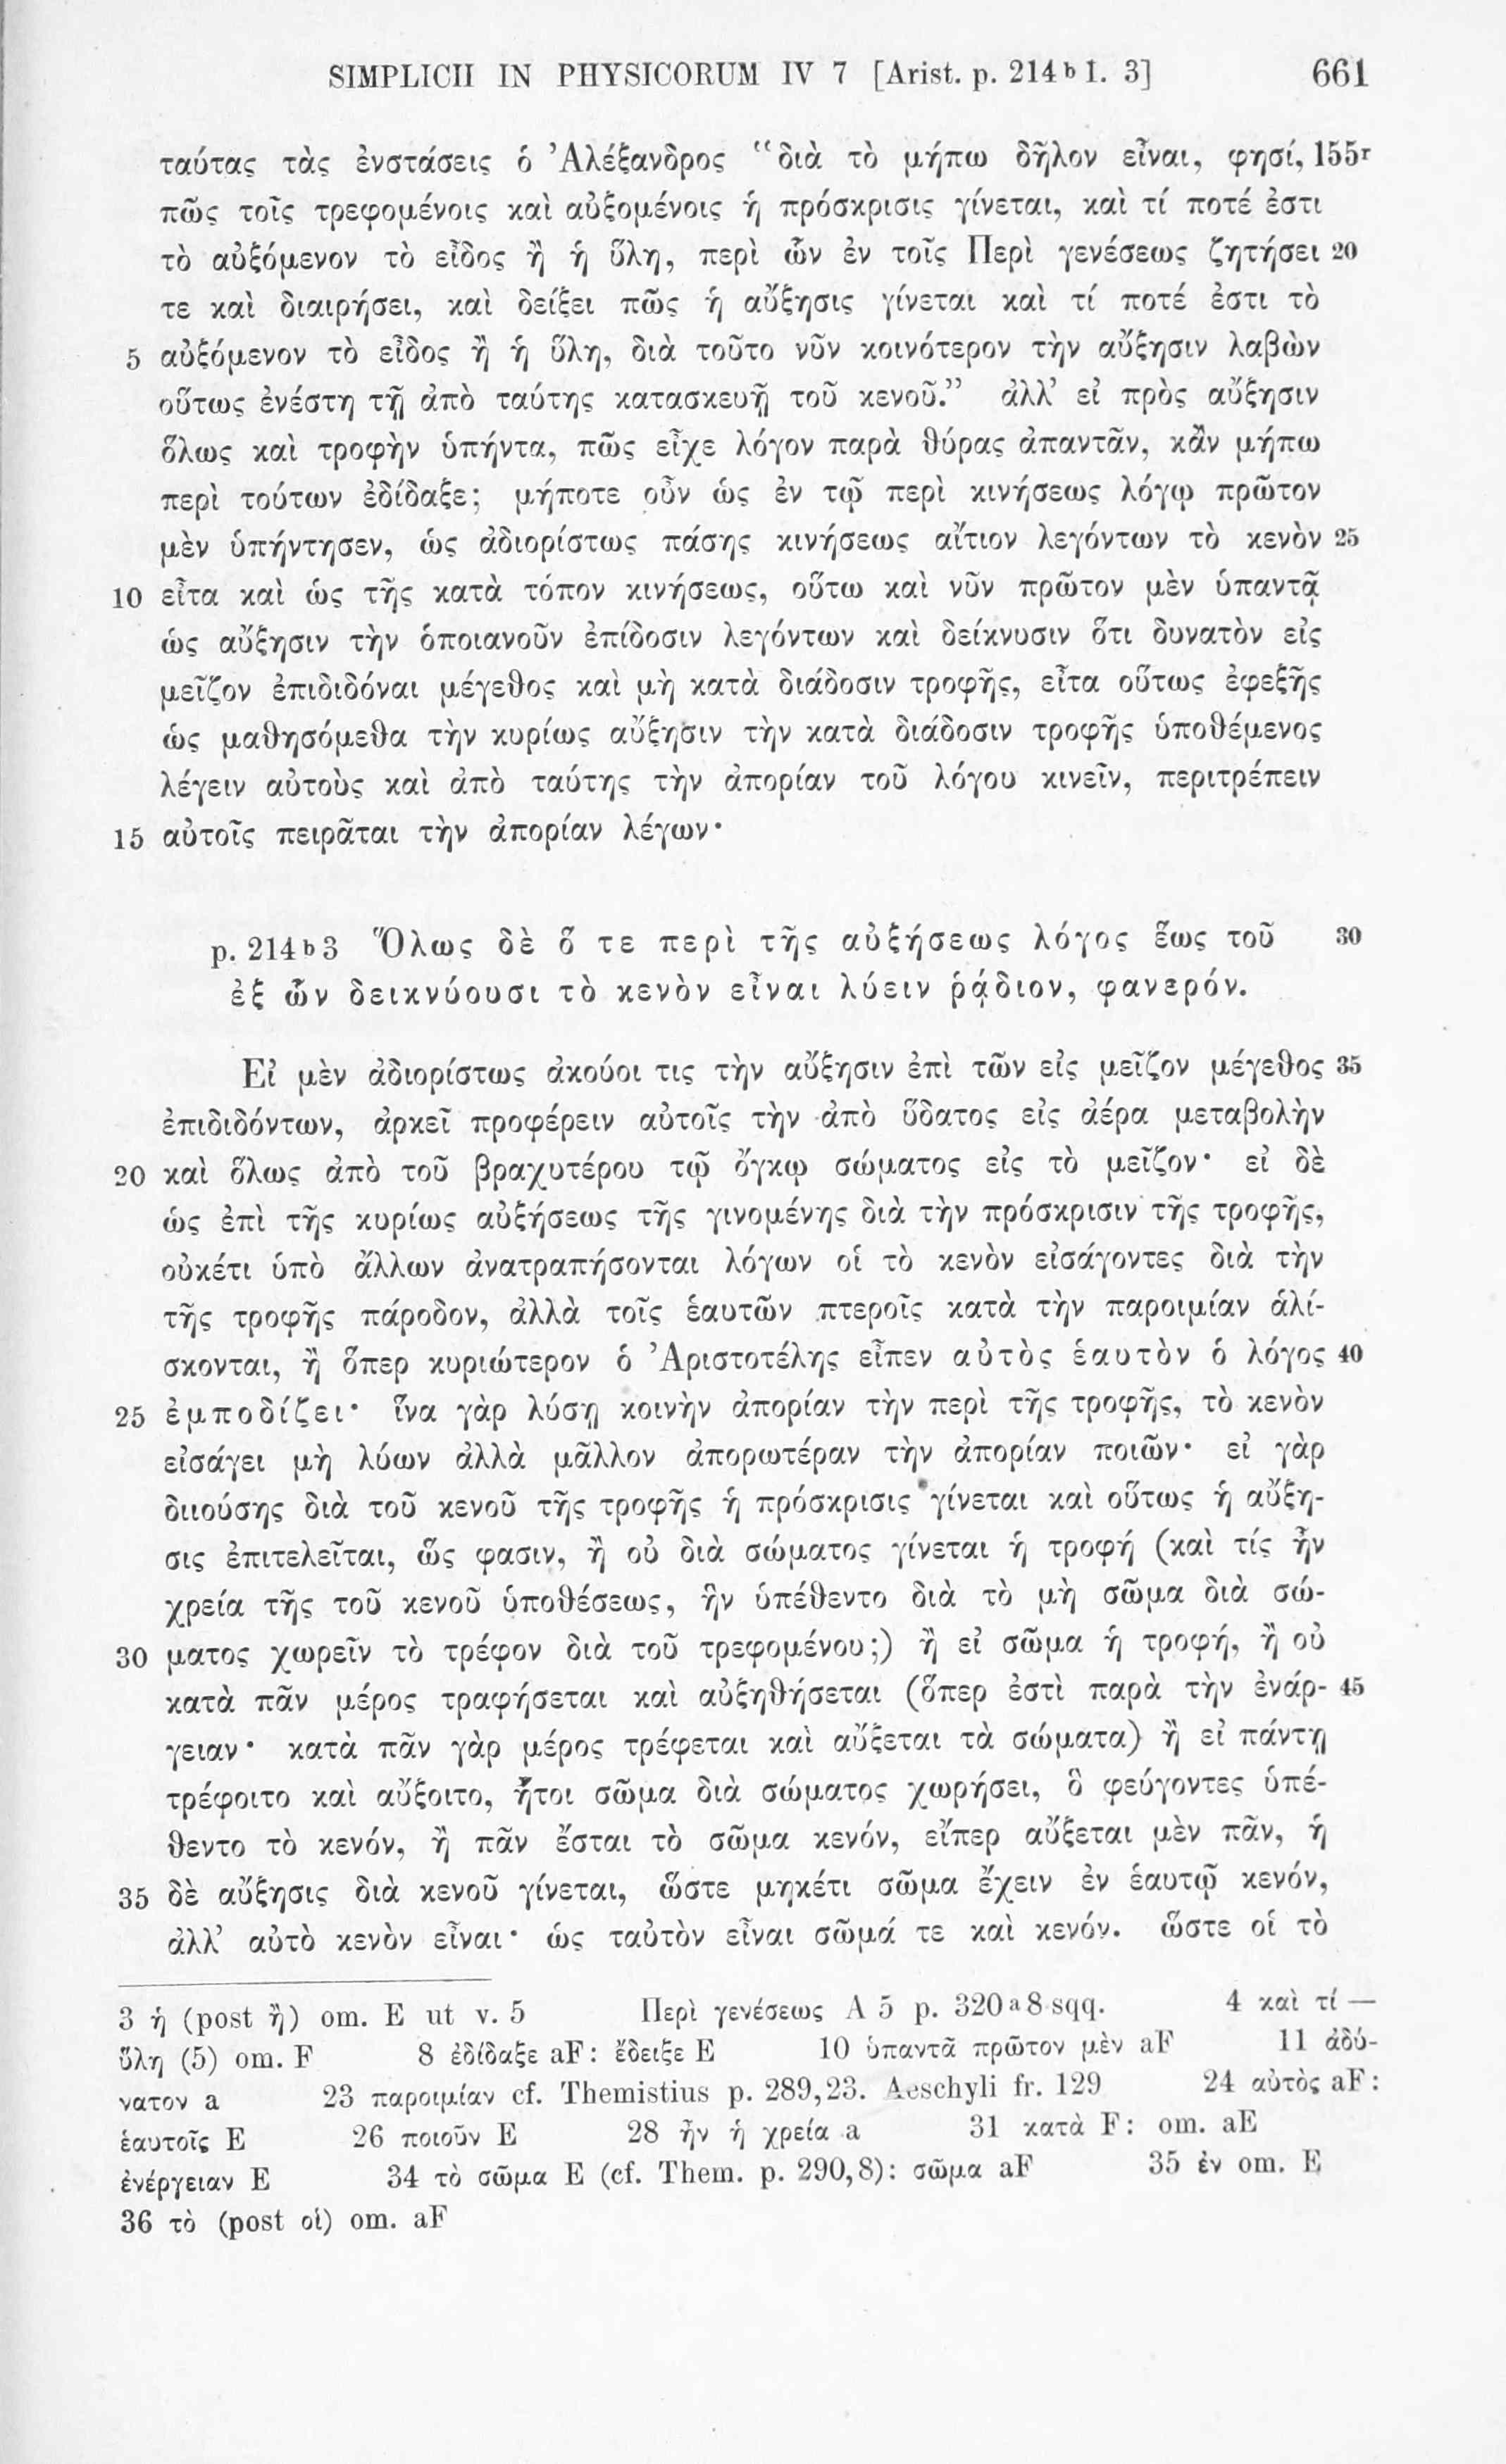 SIMPLICII IN PHYSICORUM IV 7 [Arist. p. 214 b 1. 3] 661
ταύτας τὰς ἐνστάσεις ὁ Ἀλέξανδρος “διὰ τὸ μήπω δῆλον εἶναι, φησί, 155r
πῶς τοῖς τρεφομένοις καὶ αὐξομένοις ἡ πρόσκρισις γίνεται, καὶ τί ποτέ ἐστι
τὸ αὐξόμενον τὸ εἶδος ἢ ἡ ὕλη, περὶ ὧν ἐν τοῖς Περὶ γενέσεως ζητήσει 20
τε καὶ διαιρήσει, καὶ δείξει πῶς ἡ αὔξησις γίνεται καὶ τί ποτέ ἐστι τὸ
5 αὐξόμενον τὸ εἶδος ἢ ἡ ὕλη, διὰ τοῦτο νῦν κοινότερον τὴν αὔξησιν λαβὼν
οὕτως ἐνέστη τῇ ἀπὸ ταύτης κατασκευῇ τοῦ κενοῦ.” ἀλλ’ εἰ πρὸς αὔξησιν
ὅλως καὶ τροφὴν ὑπήντα, πῶς εἶχε λόγον παρὰ θύρας ἀπαντᾶν, κἂν μήπω
περὶ τούτων ἐδίδαξε; μήποτε οὖν ὡς ἐν τῷ περὶ κινήσεως λόγῳ πρῶτον
μὲν ὑπήντησεν, ὡς ἀδιορίστως πάσης κινήσεως αἴτιον λεγόντων τὸ κενὸν 25
10 εἶτα καὶ ὡς τῆς κατὰ τόπον κινήσεως, οὕτω καὶ νῦν πρῶτον μὲν ὑπαντᾷ
ὡς αὔξησιν τὴν ὁποιανοῦν ἐπίδοσιν λεγόντων καὶ δείκνυσιν ὅτι δυνατὸν εἰς
μεῖζον ἐπιδιδόναι μέγεθος καὶ μὴ κατὰ διάδοσιν τροφῆς, εἶτα οὕτως ἐφεξῆς
ὡς μαθησόμεθα τὴν κυρίως αὔξησιν τὴν κατὰ διάδοσιν τροφῆς ὑποθέμενος
λέγειν αὐτοὺς καὶ ἀπὸ ταύτης τὴν ἀπορίαν τοῦ λόγου κινεῖν, περιτρέπειν
15 αὐτοῖς πειρᾶται τὴν ἀπορίαν λέγων·
p. 214 b 3 Ὅλως δὲ ὅ τε περὶ τῆς αὐξήσεως λόγος ἕως τοῦ 30
ἐξ ὧν δεικνύουσι τὸ κενὸν εἶναι λύειν ῥᾴδιον, φανερόν.
Εἰ μὲν ἀδιορίστως ἀκούοι τις τὴν αὔξησιν ἐπὶ τῶν εἰς μεῖζον μέγεθος 35
ἐπιδιδόντων, ἀρκεῖ προφέρειν αὐτοῖς τὴν ἀπὸ ὕδατος εἰς ἀέρα μεταβολὴν
20 καὶ ὅλως ἀπὸ τοῦ βραχυτέρου τῷ ὄγκῳ σώματος εἰς τὸ μεῖζον· εἰ δὲ
ὡς ἐπὶ τῆς κυρίως αὐξήσεως τῆς γινομένης διὰ τὴν πρόσκρισιν τῆς τροφῆς,
οὐκέτι ὑπὸ ἄλλων ἀνατραπήσονται λόγων οἱ τὸ κενὸν εἰσάγοντες διὰ τὴν
τῆς τροφῆς πάροδον, ἀλλὰ τοῖς ἑαυτῶν πτεροῖς κατὰ τὴν παροιμίαν ἁλί-
σκονται, ἢ ὅπερ κυριώτερον ὁ Ἀριστοτέλης εἶπεν αὐτὸς ἑαυτὸν ὁ λόγος 40
25 ἐμποδίζει· ἵνα γὰρ λύσῃ κοινὴν ἀπορίαν τὴν περὶ τῆς τροφῆς, τὸ κενὸν
εἰσάγει μὴ λύων ἀλλὰ μᾶλλον ἀπορωτέραν τὴν ἀπορίαν ποιῶν· εἰ γὰρ
διιούσης διὰ τοῦ κενοῦ τῆς τροφῆς ἡ πρόσκρισις γίνεται καὶ οὕτως ἡ αὔξη-
σις ἐπιτελεῖται, ὥς φασιν, ἢ οὐ διὰ σώματος γίνεται ἡ τροφή (καὶ τίς ἦν
χρεία τῆς τοῦ κενοῦ ὑποθέσεως, ἣν ὑπέθεντο διὰ τὸ μὴ σῶμα διὰ σώ-
30 ματος χωρεῖν τὸ τρέφον διὰ τοῦ τρεφομένου;) ἢ εἰ σῶμα ἡ τροφή, ἢ οὐ
κατὰ πᾶν μέρος τραφήσεται καὶ αὐξηθήσεται (ὅπερ ἐστὶ παρὰ τὴν ἐνάρ- 45
γειαν· κατὰ πᾶν γὰρ μέρος τρέφεται καὶ αὔξεται τὰ σώματα) ἢ εἰ πάντῃ
τρέφοιτο καὶ αὔξοιτο, ἤτοι σῶμα διὰ σώματος χωρήσει, ὃ φεύγοντες ὑπέ-
θεντο τὸ κενόν, ἢ πᾶν ἔσται τὸ σῶμα κενόν, εἴπερ αὔξεται μὲν πᾶν, ἡ
35 δὲ αὔξησις διὰ κενοῦ γίνεται, ὥστε μηκέτι σῶμα ἔχειν ἐν ἑαυτῷ κενόν,
ἀλλ’ αὐτὸ κενὸν εἶναι· ὡς ταὐτὸν εἶναι σῶμά τε καὶ κενόν. ὥστε οἱ τὸ
3 ἡ (post ἢ) om. E ut v. 5 Περὶ γενέσεως A 5 p. 320 a 8 sqq. 4 καὶ τί —
ὕλη (5) om. F 8 ἐδίδαξε aF: ἔδειξε E 10 ὑπαντᾶ πρῶτον μὲν aF 11 ἀδύ-
νατον a 23 παροιμίαν cf. Themistius p. 289,23. Aeschyli fr. 129 24 αὐτὸς aF:
ἑαυτοῖς E 26 ποιοῦν E 28 ἦν ἡ χρεία a 31 κατὰ F: om. aE
ἐνέργειαν E 34 τὸ σῶμα E (cf. Them. p. 290,8): σῶμα aF 35 ἐν om. E
36 τὸ (post οἱ) om. aF